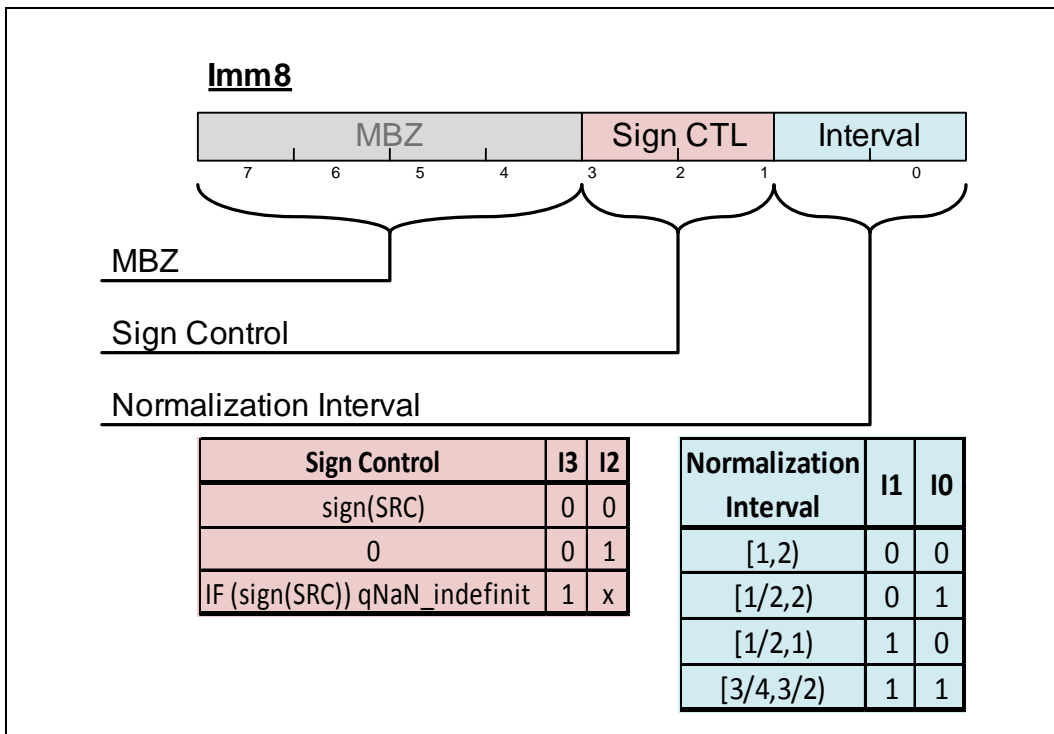 Imm8
MBZ Sign CTL Interval
7 6 5 4 3 2 1 0
MBZ
Sign Control
Normalization Interval
Sign Control I3 I2
sign(SRC) 0 0
0 0 1
IF (sign(SRC)) qNaN_indefinit 1 x
Normalization
Interval I1 I0
[1,2) 0 0
[1/2,2) 0 1
[1/2,1) 1 0
[3/4,3/2) 1 1